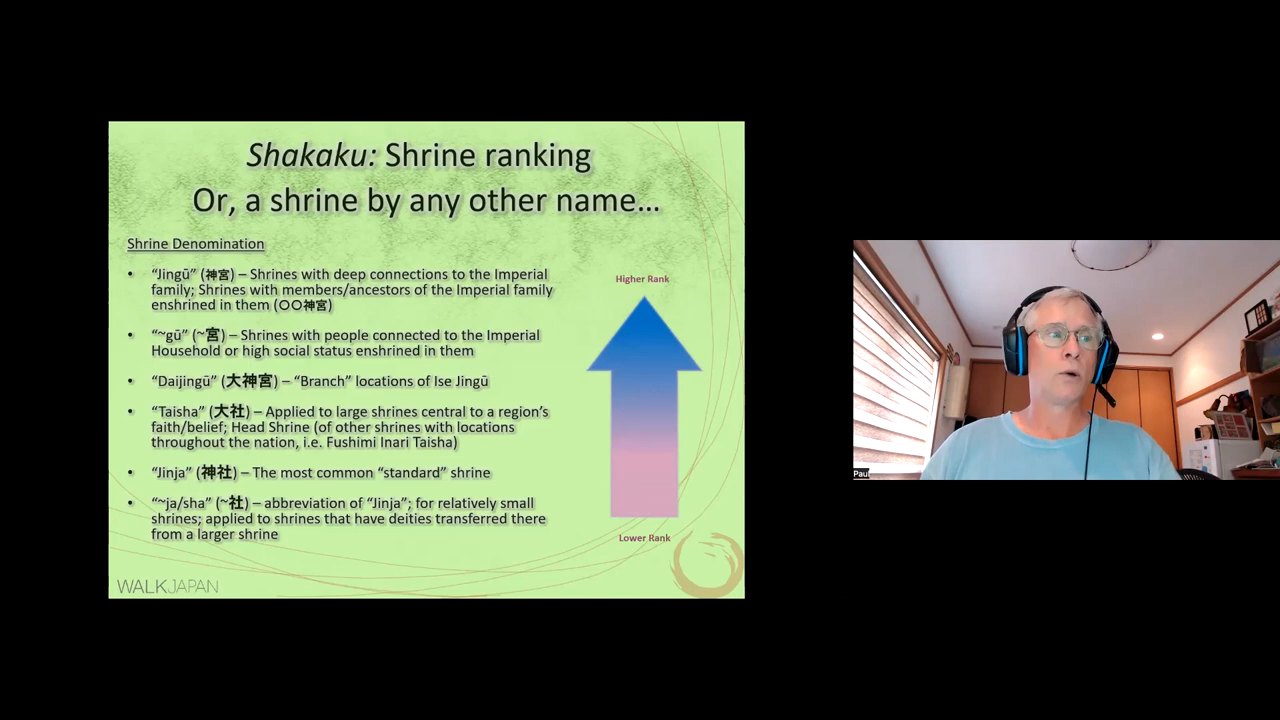 Shakaku: Shrine ranking
Or, a shrine by any other name…
Shrine Denomination
• “Jingū” (神宮) – Shrines with deep connections to the Imperial
family; Shrines with members/ancestors of the Imperial family
enshrined in them (〇〇神宮)
• “~gū” (~宮) – Shrines with people connected to the Imperial
Household or high social status enshrined in them
• “Daijingū” (大神宮) – “Branch” locations of Ise Jingū
• “Taisha” (大社) – Applied to large shrines central to a region’s
faith/belief; Head Shrine (of other shrines with locations
throughout the nation, i.e. Fushimi Inari Taisha)
• “Jinja” (神社) – The most common “standard” shrine
• “~ja/sha” (~社) – abbreviation of “Jinja”; for relatively small
shrines; applied to shrines that have deities transferred there
from a larger shrine
Higher Rank
Lower Rank
WALKJAPAN
Paul